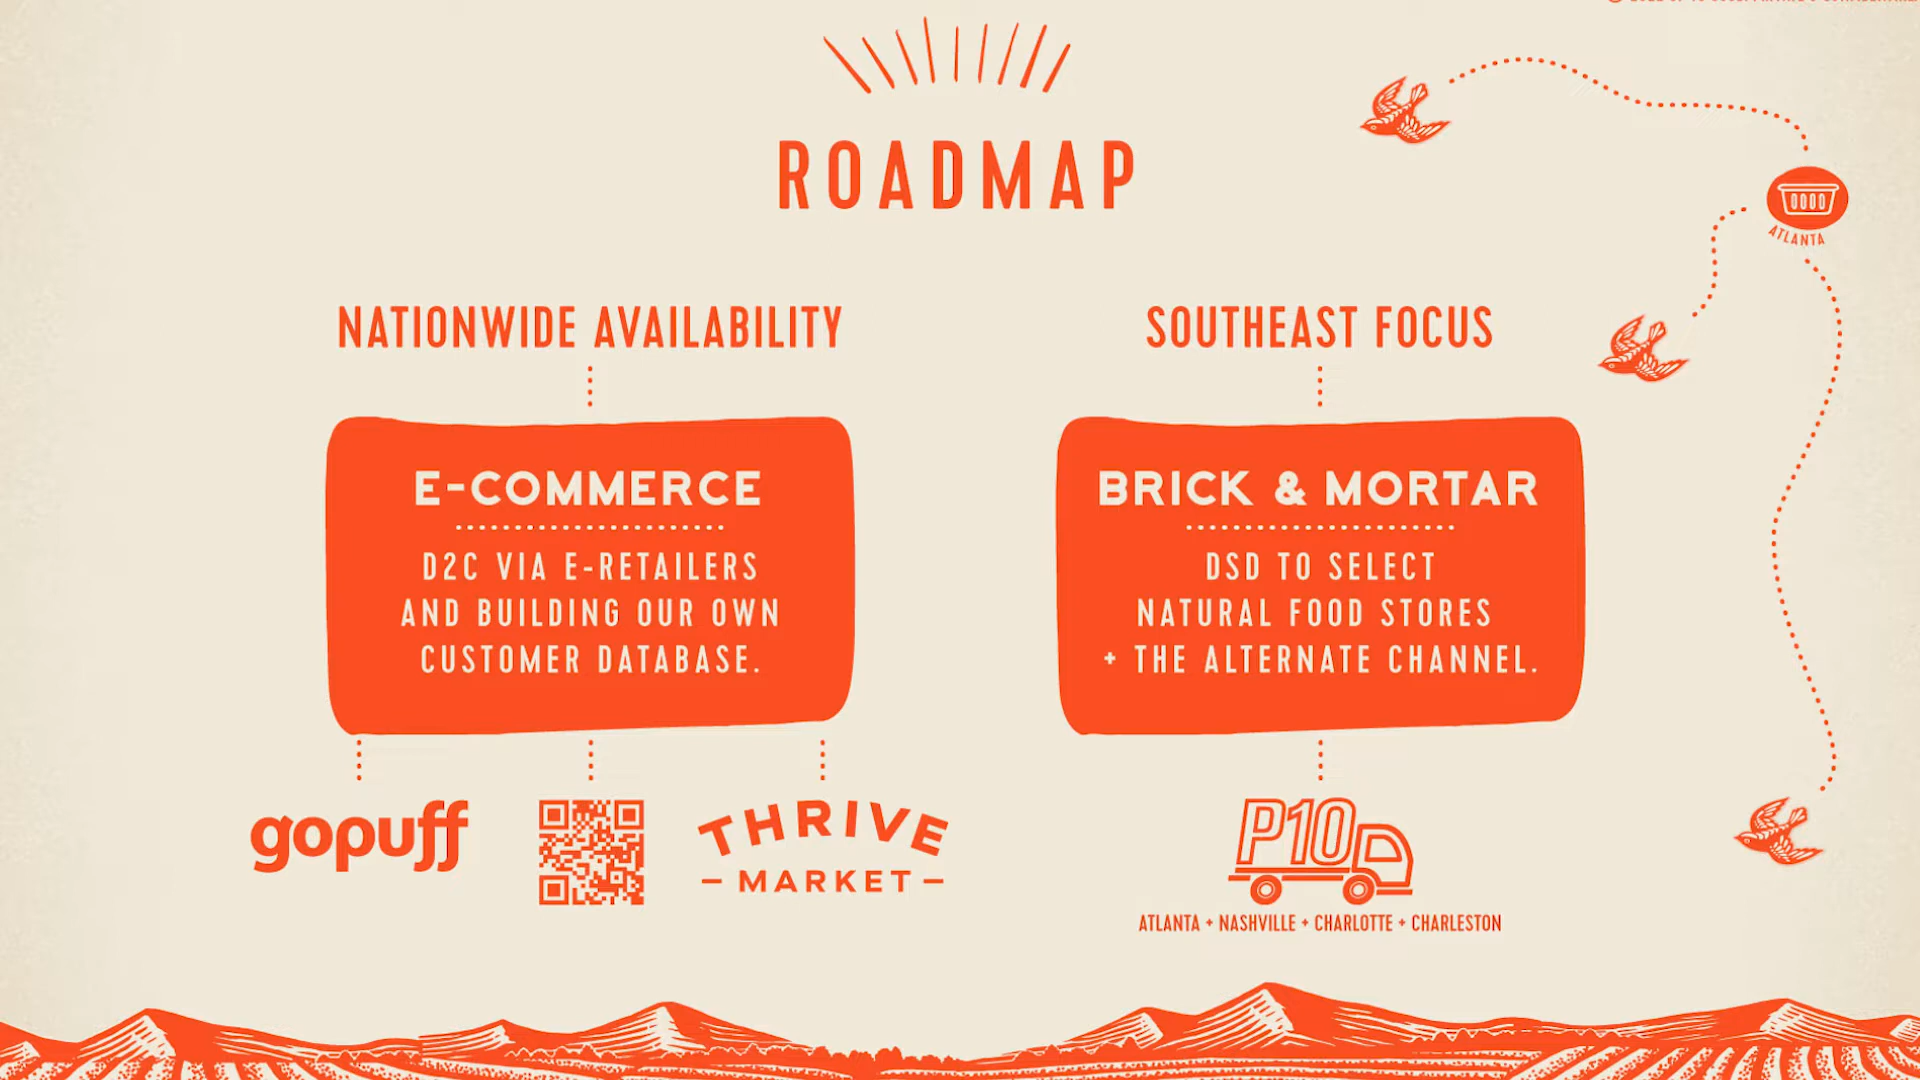 ROADMAP
NATIONWIDE AVAILABILITY
E-COMMERCE
D2C VIA E-RETAILERS
AND BUILDING OUR OWN
CUSTOMER DATABASE.
gopuff
THRIVE
- MARKET -
SOUTHEAST FOCUS
BRICK & MORTAR
DSD TO SELECT
NATURAL FOOD STORES
+ THE ALTERNATE CHANNEL.
P10
ATLANTA + NASHVILLE + CHARLOTTE + CHARLESTON
ATLANTA